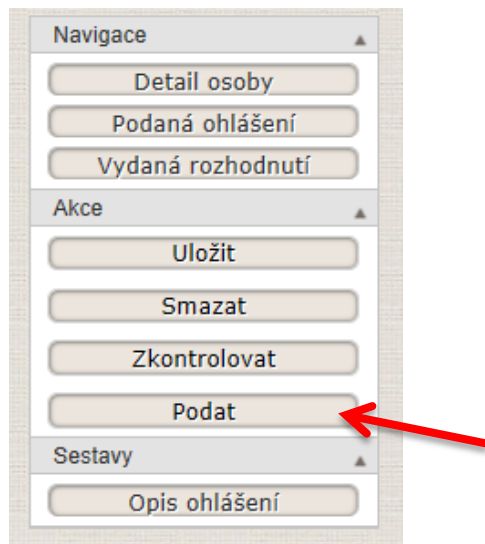 Navigace
Detail osoby
Podaná ohlášení
Vydaná rozhodnutí
Akce
Uložit
Smazat
Zkontrolovat
Podat
Sestavy
Opis ohlášení